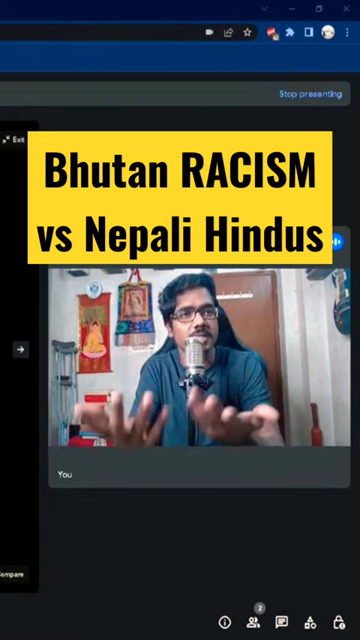 Stop presenting
Exit
Bhutan RACISM
vs Nepali Hindus
You
Compare
2